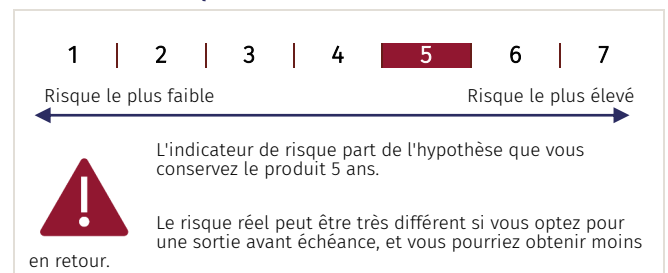 1 | 2 | 3 | 4 | 5 | 6 | 7
Risque le plus faible Risque le plus élevé
L'indicateur de risque part de l'hypothèse que vous
conservez le produit 5 ans.
Le risque réel peut être très différent si vous optez pour
une sortie avant échéance, et vous pourriez obtenir moins
en retour.